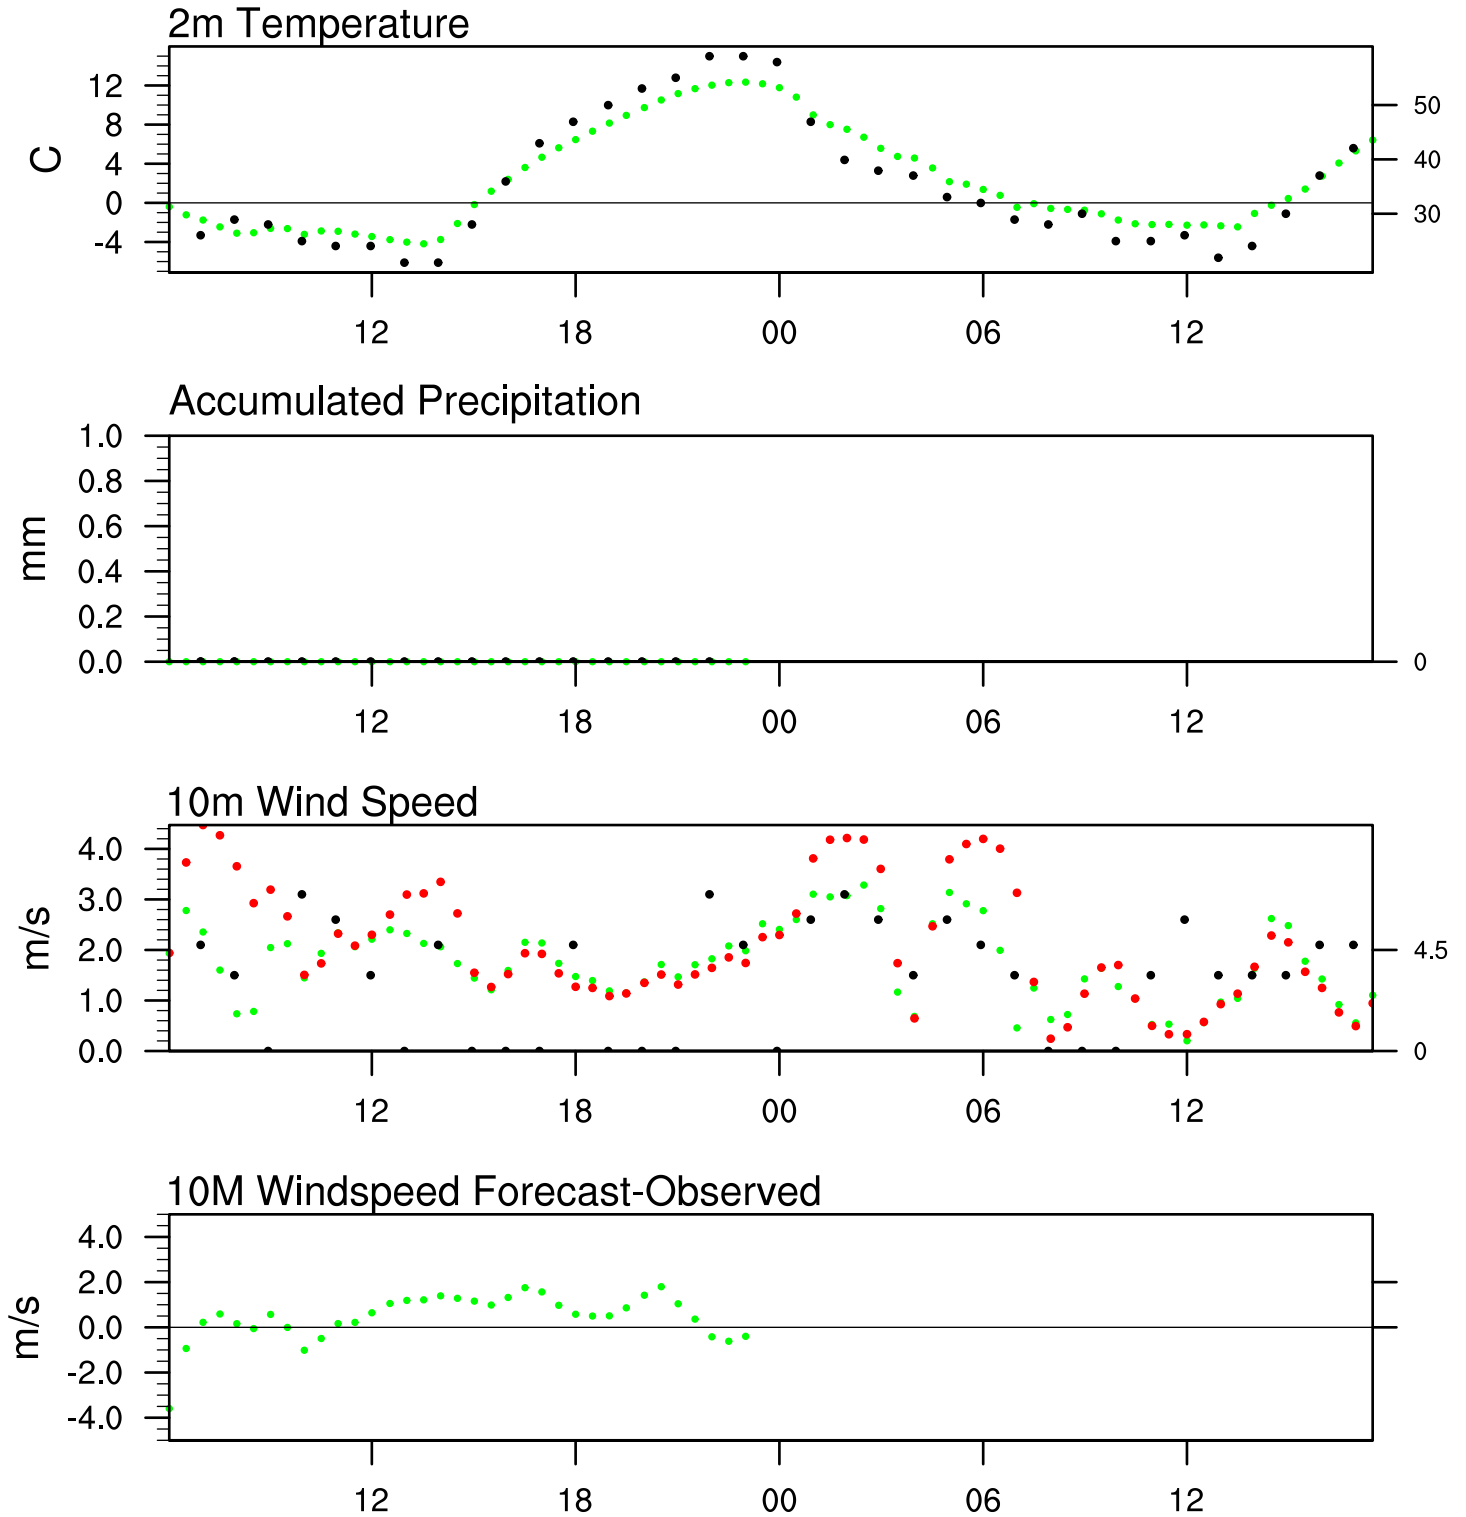 2m Temperature
C
12
8
4
0
-4
50
40
30
12 18 00 06 12
Accumulated Precipitation
mm
1.0
0.8
0.6
0.4
0.2
0.0
0
12 18 00 06 12
10m Wind Speed
m/s
4.0
3.0
2.0
1.0
0.0
4.5
0
12 18 00 06 12
10M Windspeed Forecast-Observed
m/s
4.0
2.0
0.0
-2.0
-4.0
12 18 00 06 12